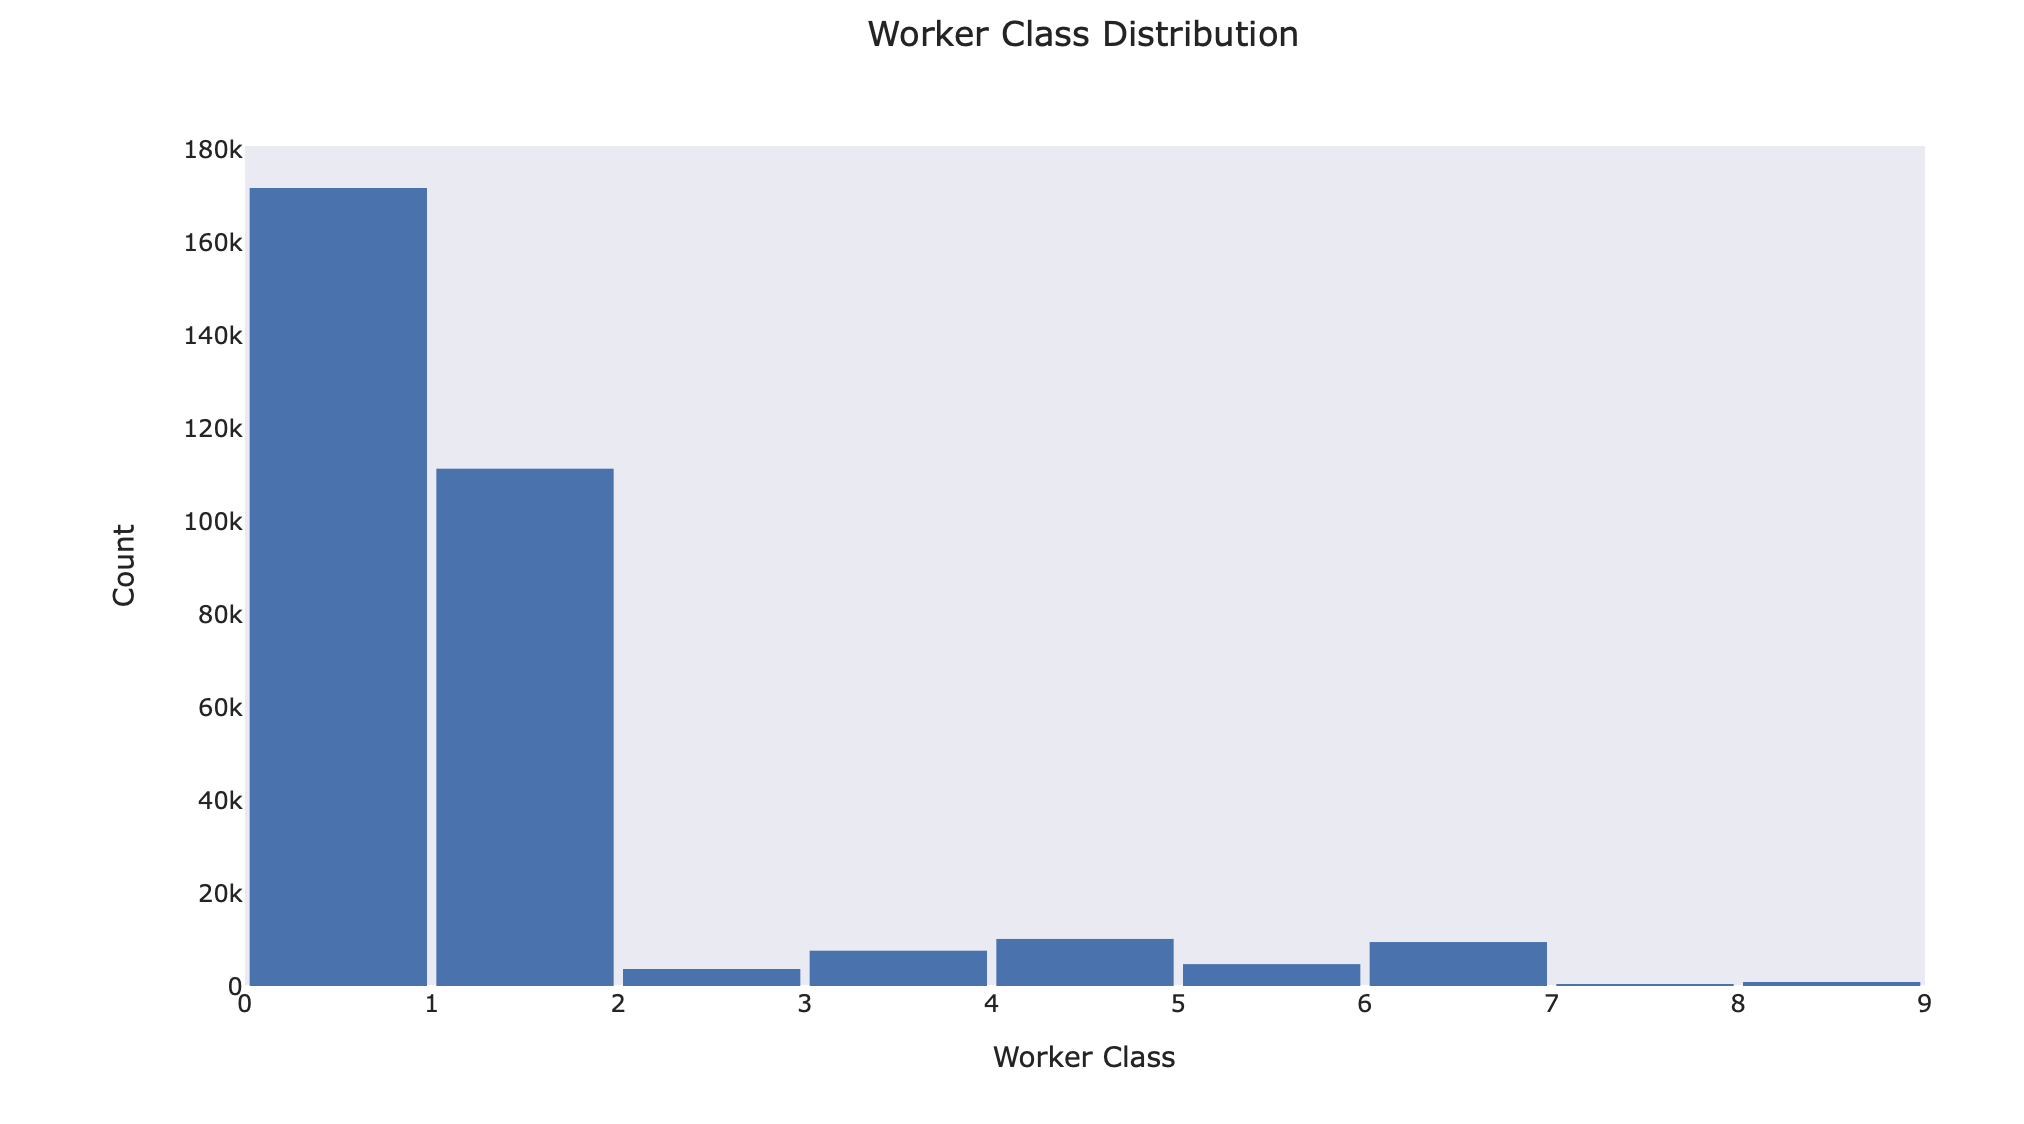 Worker Class Distribution
180k
160k
140k
120k
100k
80k
60k
40k
20k
0
Count
0 1 2 3 4 5 6 7 8 9
Worker Class